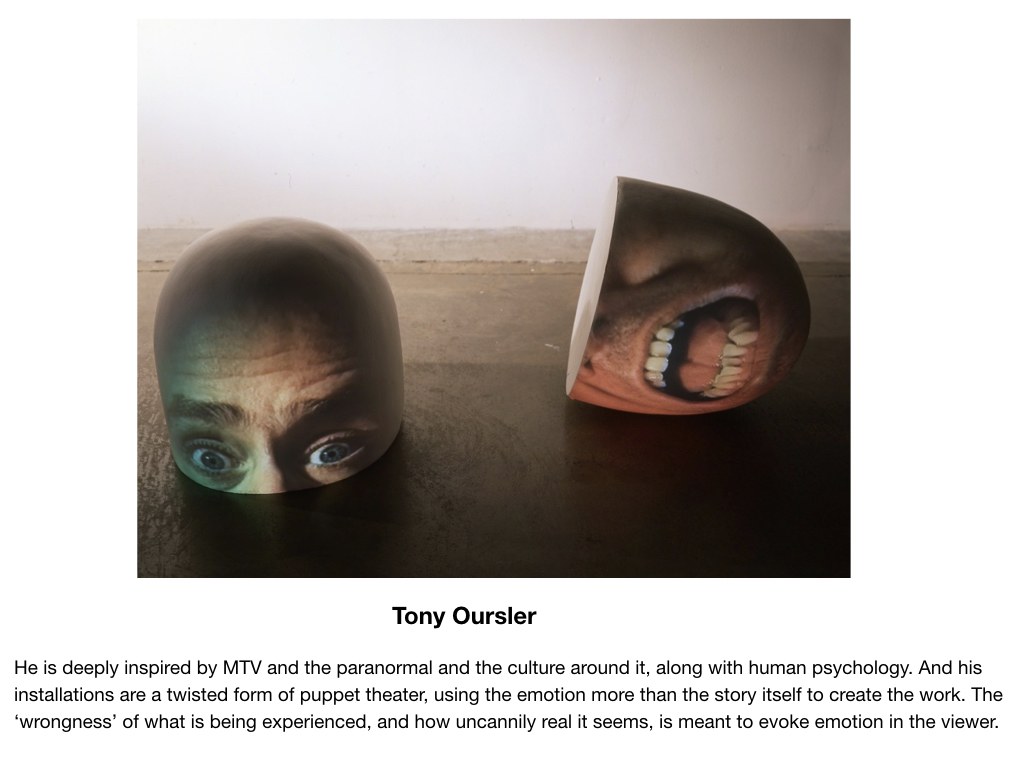 Tony Oursler
He is deeply inspired by MTV and the paranormal and the culture around it, along with human psychology. And his
installations are a twisted form of puppet theater, using the emotion more than the story itself to create the work. The
‘wrongness’ of what is being experienced, and how uncannily real it seems, is meant to evoke emotion in the viewer.